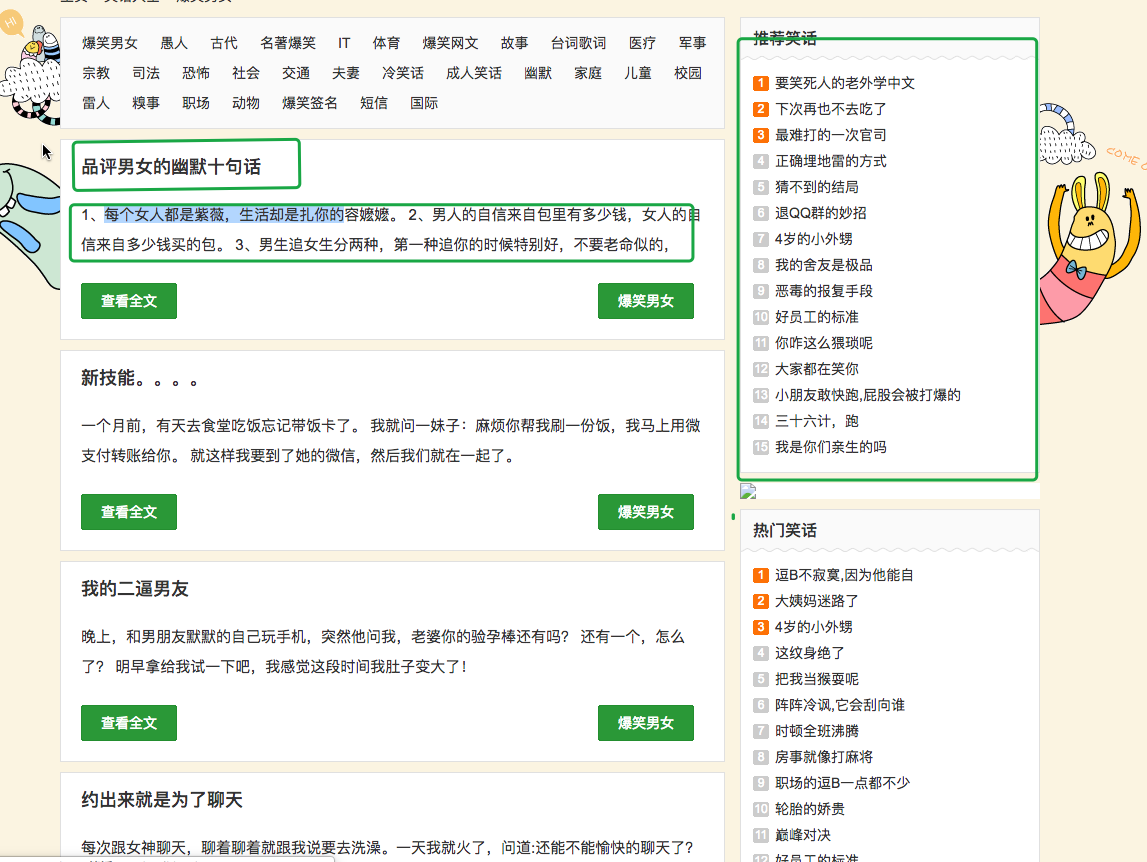 HI
爆笑男女 愚人 古代 名著爆笑 IT 体育 爆笑网文 故事 台词歌词 医疗 军事
宗教 司法 恐怖 社会 交通 夫妻 冷笑话 成人笑话 幽默 家庭 儿童 校园
雷人 糗事 职场 动物 爆笑签名 短信 国际
品评男女的幽默十句话
1、每个女人都是紫薇，生活却是扎你的容嬷嬷。 2、男人的自信来自包里有多少钱，女人的自
信来自多少钱买的包。 3、男生追女生分两种，第一种追你的时候特别好，不要老命似的，
查看全文 爆笑男女
新技能。。。。
一个月前，有天去食堂吃饭忘记带饭卡了。 我就问一妹子：麻烦你帮我刷一份饭，我马上用微
支付转账给你。 就这样我要到了她的微信，然后我们就在一起了。
查看全文 爆笑男女
我的二逼男友
晚上，和男朋友默默的自己玩手机，突然他问我，老婆你的验孕棒还有吗？ 还有一个，怎么
了？ 明早拿给我试一下吧，我感觉这段时间我肚子变大了！
查看全文 爆笑男女
约出来就是为了聊天
每次跟女神聊天，聊着聊着就跟我说要去洗澡。一天我就火了，问道:还能不能愉快的聊天了？
推荐笑话
1 要笑死人的老外学中文
2 下次再也不去吃了
3 最难打的一次官司
4 正确埋地雷的方式
5 猜不到的结局
6 退QQ群的妙招
7 4岁的小外甥
8 我的舍友是极品
9 恶毒的报复手段
10 好员工的标准
11 你咋这么猥琐呢
12 大家都在笑你
13 小朋友敢快跑,屁股会被打爆的
14 三十六计，跑
15 我是你们亲生的吗
热门笑话
1 逗B不寂寞,因为他能自
2 大姨妈迷路了
3 4岁的小外甥
4 这纹身绝了
5 把我当猴耍呢
6 阵阵冷讽,它会刮向谁
7 时顿全班沸腾
8 房事就像打麻将
9 职场的逗B一点都不少
10 轮胎的娇贵
11 巅峰对决
12 好员工的标准
COME